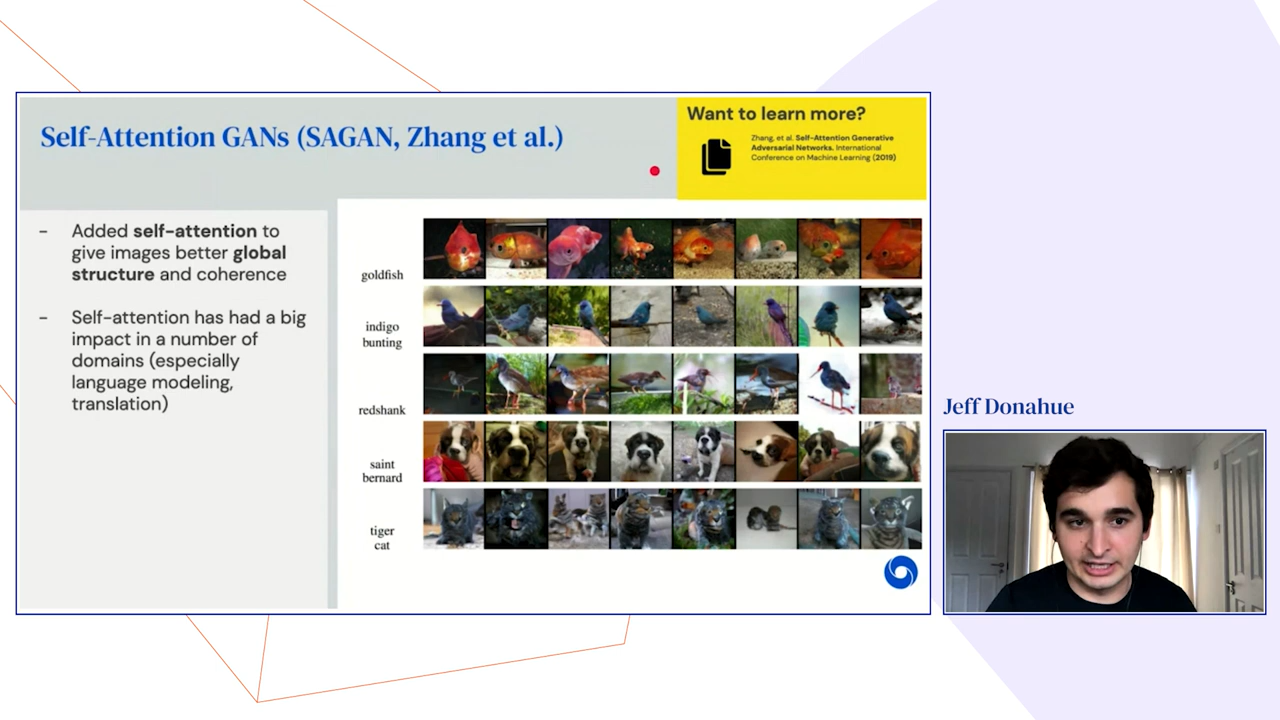 Self-Attention GANs (SAGAN, Zhang et al.)
Want to learn more?
Zhang, et al. Self-Attention Generative
Adversarial Networks. International
Conference on Machine Learning (2019)
- Added self-attention to
give images better global
structure and coherence
- Self-attention has had a big
impact in a number of
domains (especially
language modeling,
translation)
goldfish
indigo
bunting
redshank
saint
bernard
tiger
cat
Jeff Donahue